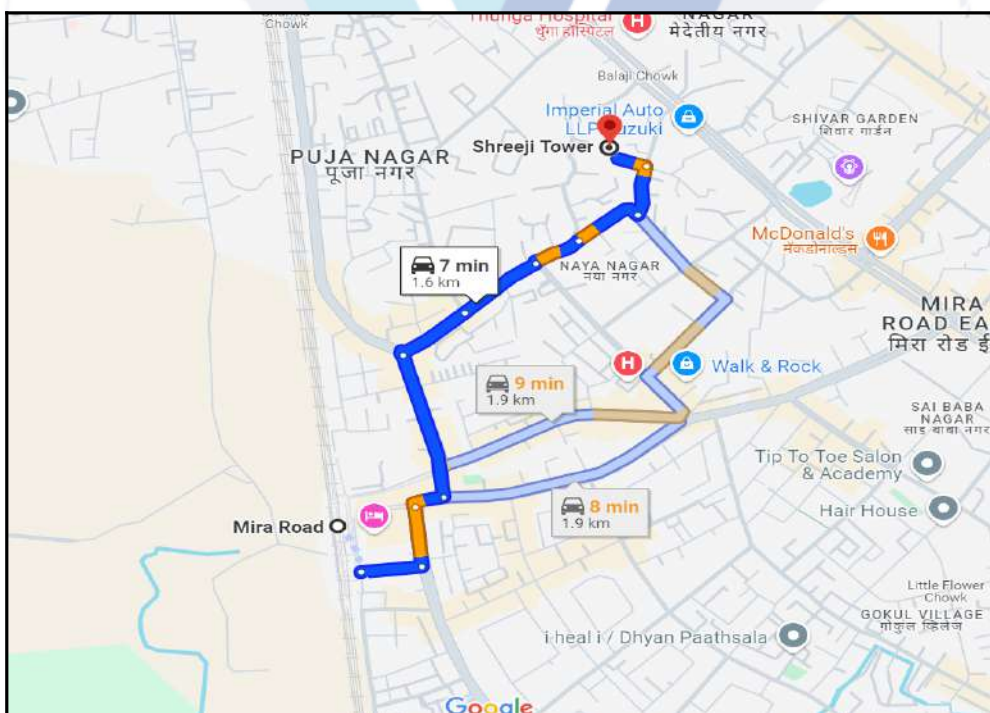 Chowk
Thunga Hospital
थुंगा हॉस्पिटल
NAGAR
मेदेतीय नगर
Balaji Chowk
Imperial Auto
LLP
uzuki
Shreeji Tower
SHIVAR GARDEN
शिवार गार्डन
PUJA NAGAR
पूजा नगर
McDonald's
मॅकडोनाल्डस
7 min
1.6 km
NAYA NAGAR
नया नगर
MIRA
ROAD EA
मिरा रोड ई
H
Walk & Rock
9 min
1.9 km
SAI BABA
NAGAR
साई बाबा नगर
Tip To Toe Salon
& Academy
8 min
1.9 km
Hair House
Mira Road
Little Flower
Chowk
GOKUL VILLAGE
गोकुल व्हिलेज
i heal i / Dhyan Paathsala
Google